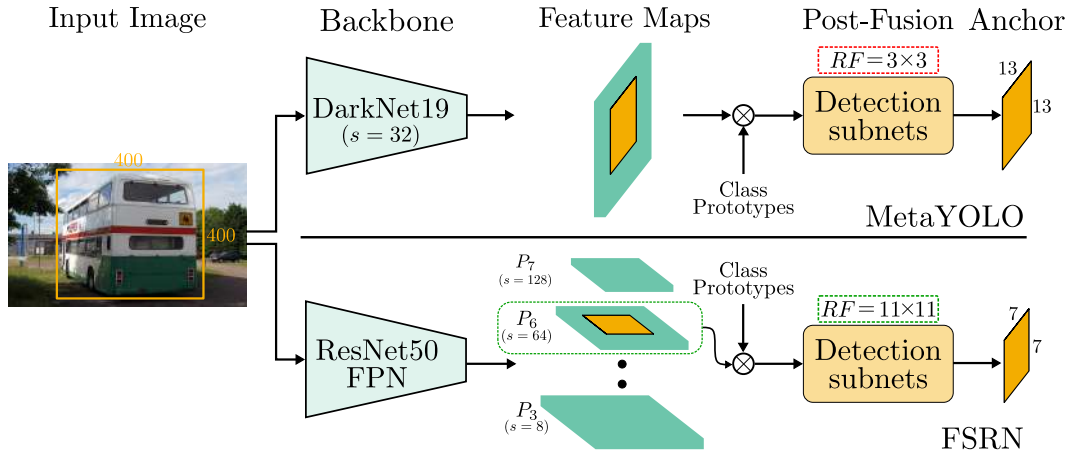 Input Image
Backbone
Feature Maps
Post-Fusion
Anchor
RF = 3×3
DarkNet19
(s = 32)
Detection
subnets
13
13
400
400
Class
Prototypes
MetaYOLO
P7
(s = 128)
Class
Prototypes
P6
(s = 64)
RF = 11×11
ResNet50
FPN
Detection
subnets
7
7
P3
(s = 8)
FSRN